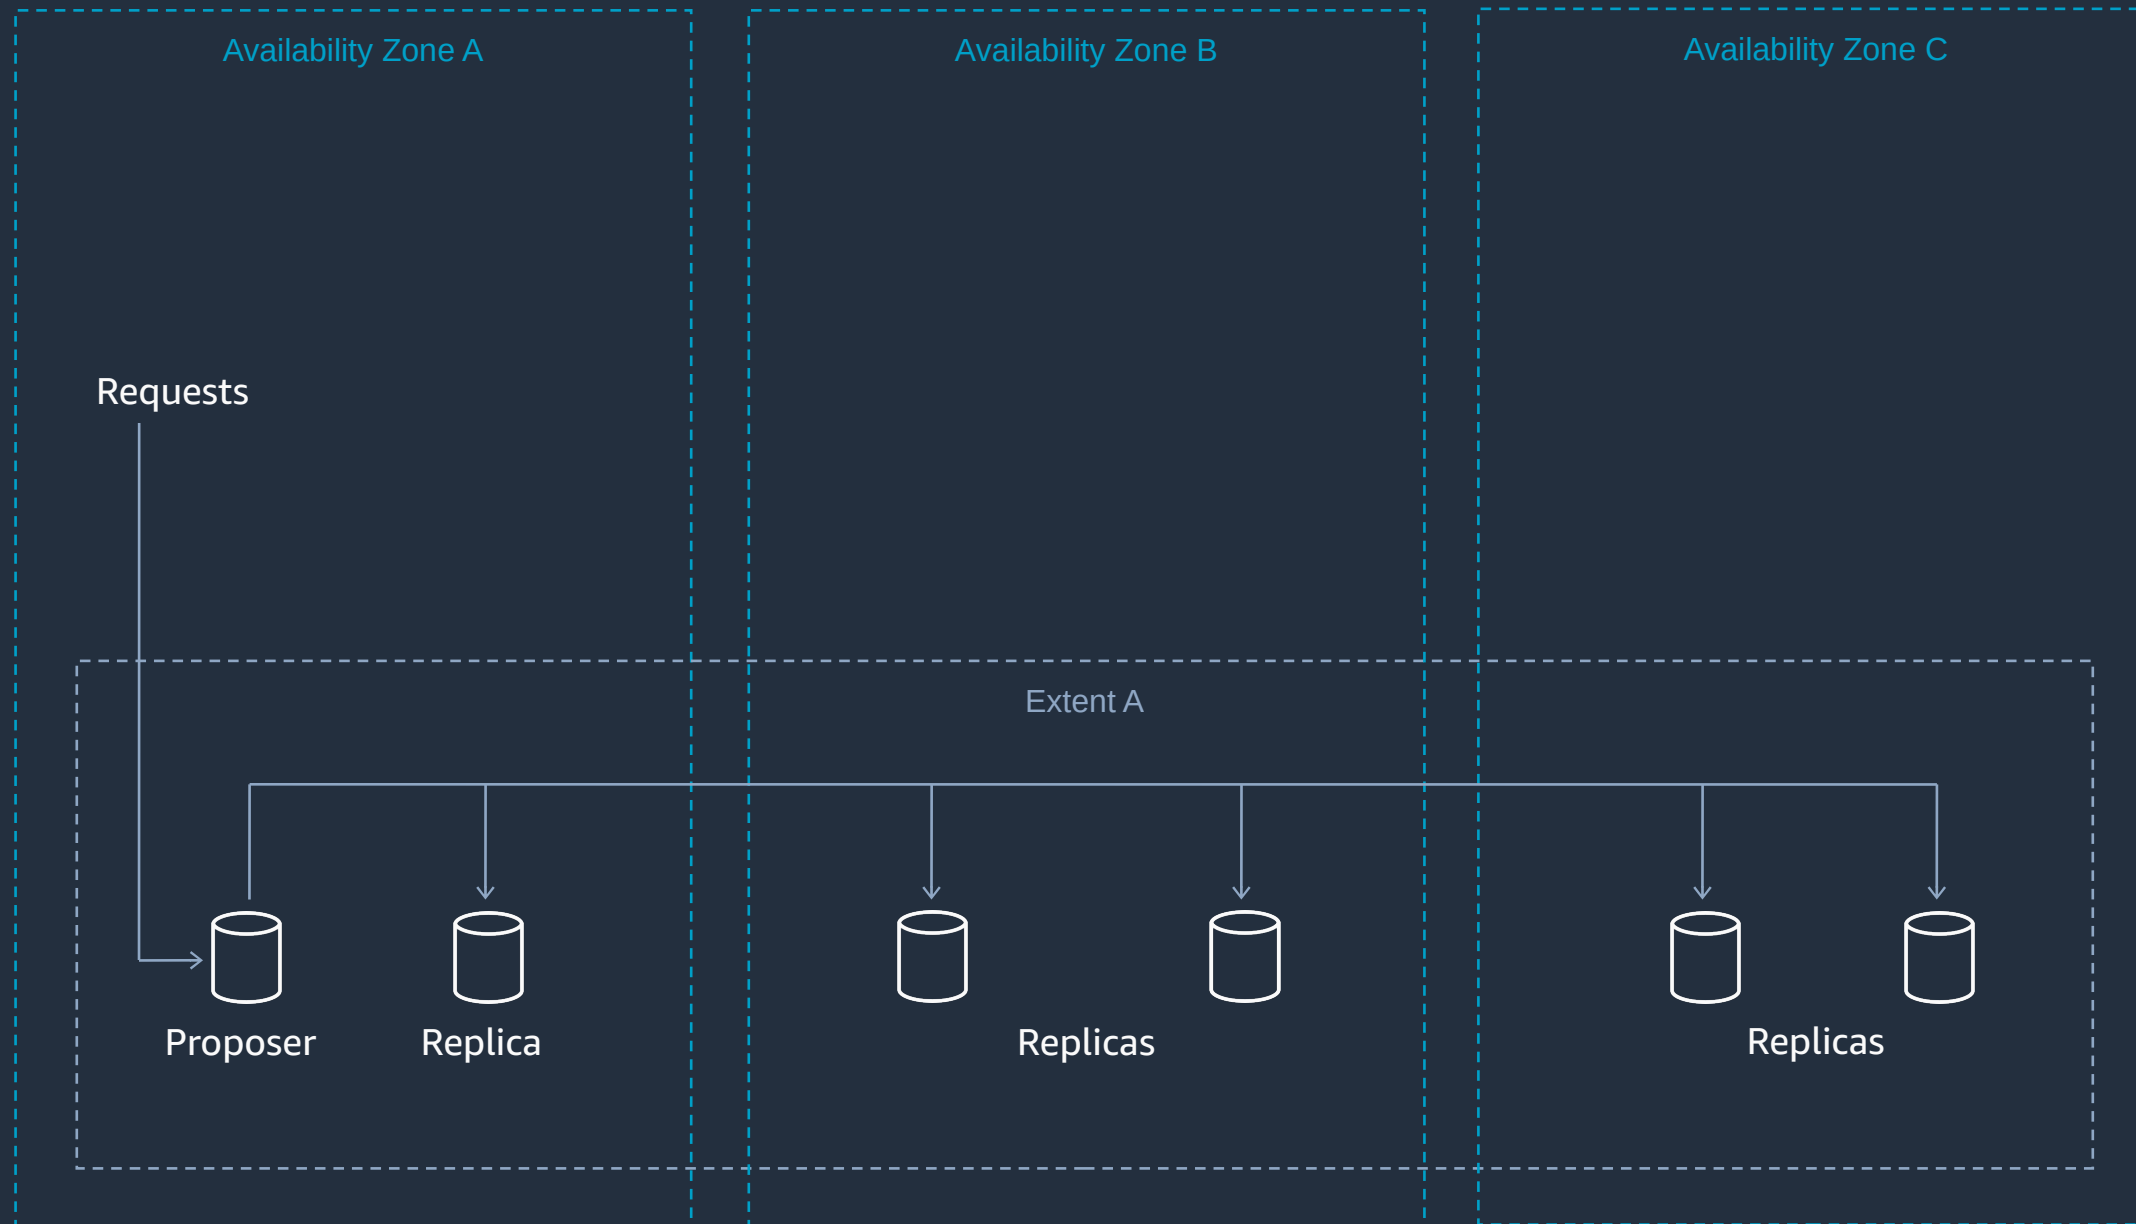 Availability Zone A
Availability Zone B
Availability Zone C
Requests
Extent A
Proposer
Replica
Replicas
Replicas